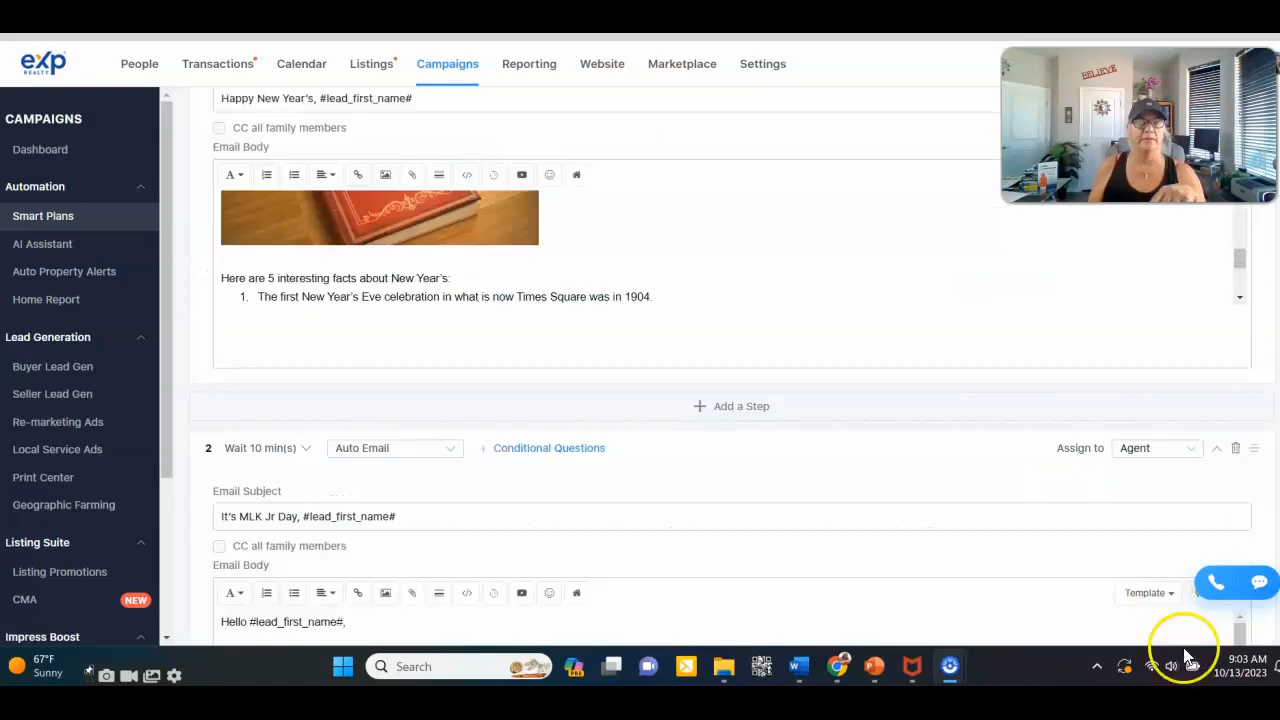 exp
REALTY
People
Transactions
Calendar
Listings
Campaigns
Reporting
Website
Marketplace
Settings
BELIEVE
CAMPAIGNS
Dashboard
Automation
Smart Plans
AI Assistant
Auto Property Alerts
Home Report
Lead Generation
Buyer Lead Gen
Seller Lead Gen
Re-marketing Ads
Local Service Ads
Print Center
Geographic Farming
Listing Suite
Listing Promotions
CMA NEW
Impress Boost
Happy New Year's, #lead_first_name#
CC all family members
Email Body
A
Here are 5 interesting facts about New Year's:
1. The first New Year's Eve celebration in what is now Times Square was in 1904.
+ Add a Step
2 Wait 10 min(s) Auto Email + Conditional Questions Assign to Agent
Email Subject
It's MLK Jr Day, #lead_first_name#
CC all family members
Email Body
A Template
Hello #lead_first_name#,
67°F
Sunny
Search
PRE
9:03 AM
10/13/2023